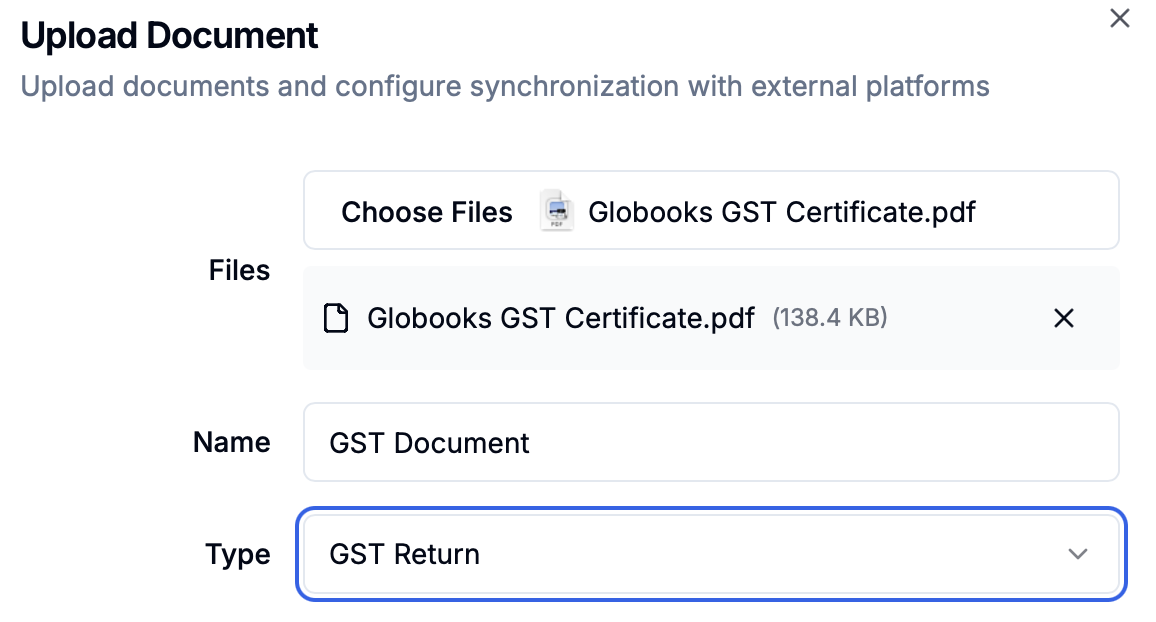 Upload Document
Upload documents and configure synchronization with external platforms
Choose Files Globooks GST Certificate.pdf
Files
Globooks GST Certificate.pdf (138.4 KB)
Name GST Document
Type GST Return